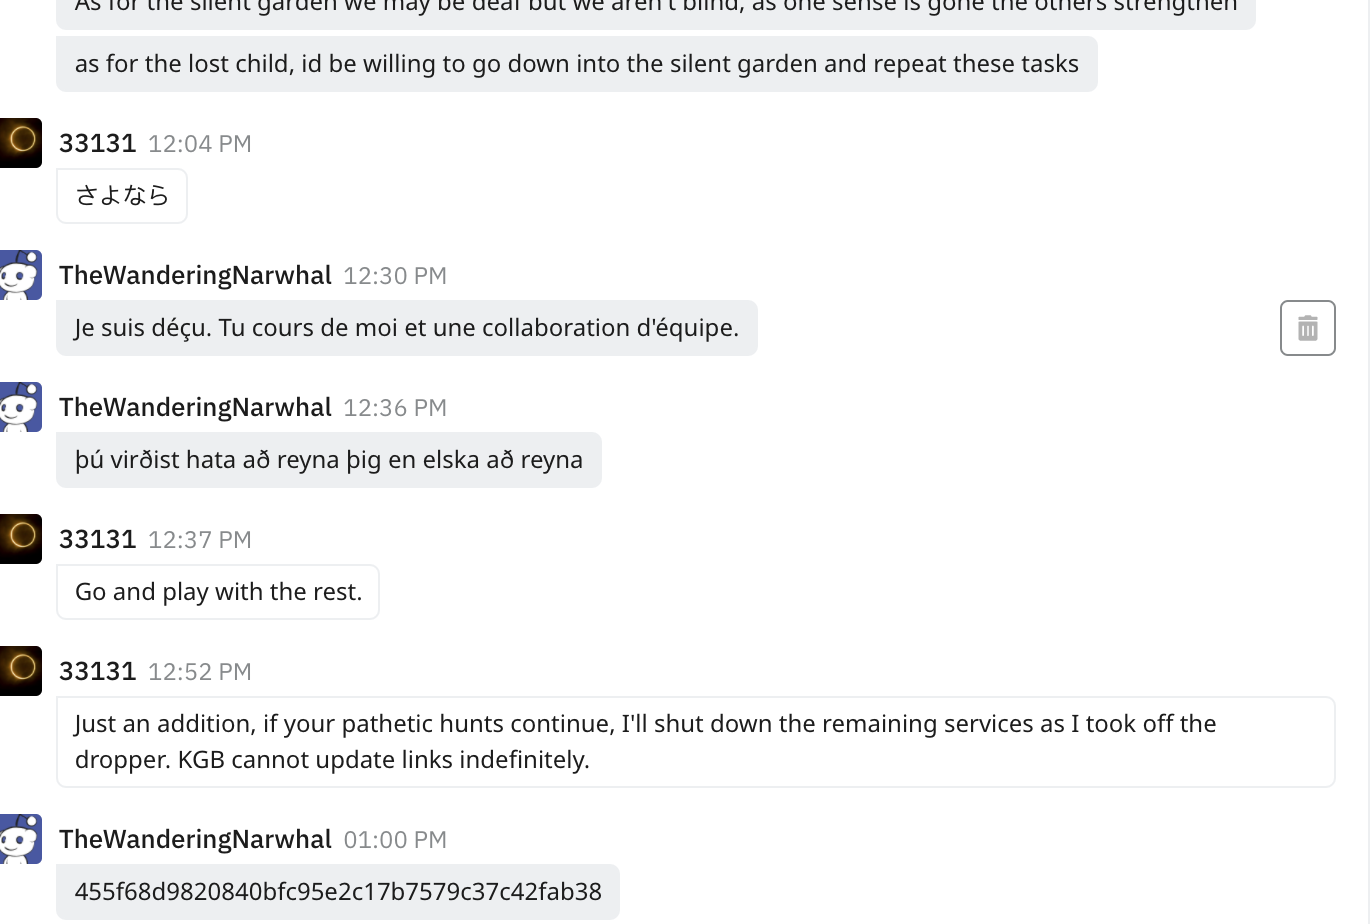 As for the silent garden we may be deaf but we aren't blind, as one sense is gone the others strengthen
as for the lost child, id be willing to go down into the silent garden and repeat these tasks
33131 12:04 PM
さよなら
TheWanderingNarwhal 12:30 PM
Je suis déçu. Tu cours de moi et une collaboration d'équipe.
TheWanderingNarwhal 12:36 PM
þú virðist hata að reyna þig en elska að reyna
33131 12:37 PM
Go and play with the rest.
33131 12:52 PM
Just an addition, if your pathetic hunts continue, I'll shut down the remaining services as I took off the
dropper. KGB cannot update links indefinitely.
TheWanderingNarwhal 01:00 PM
455f68d9820840bfc95e2c17b7579c37c42fab38